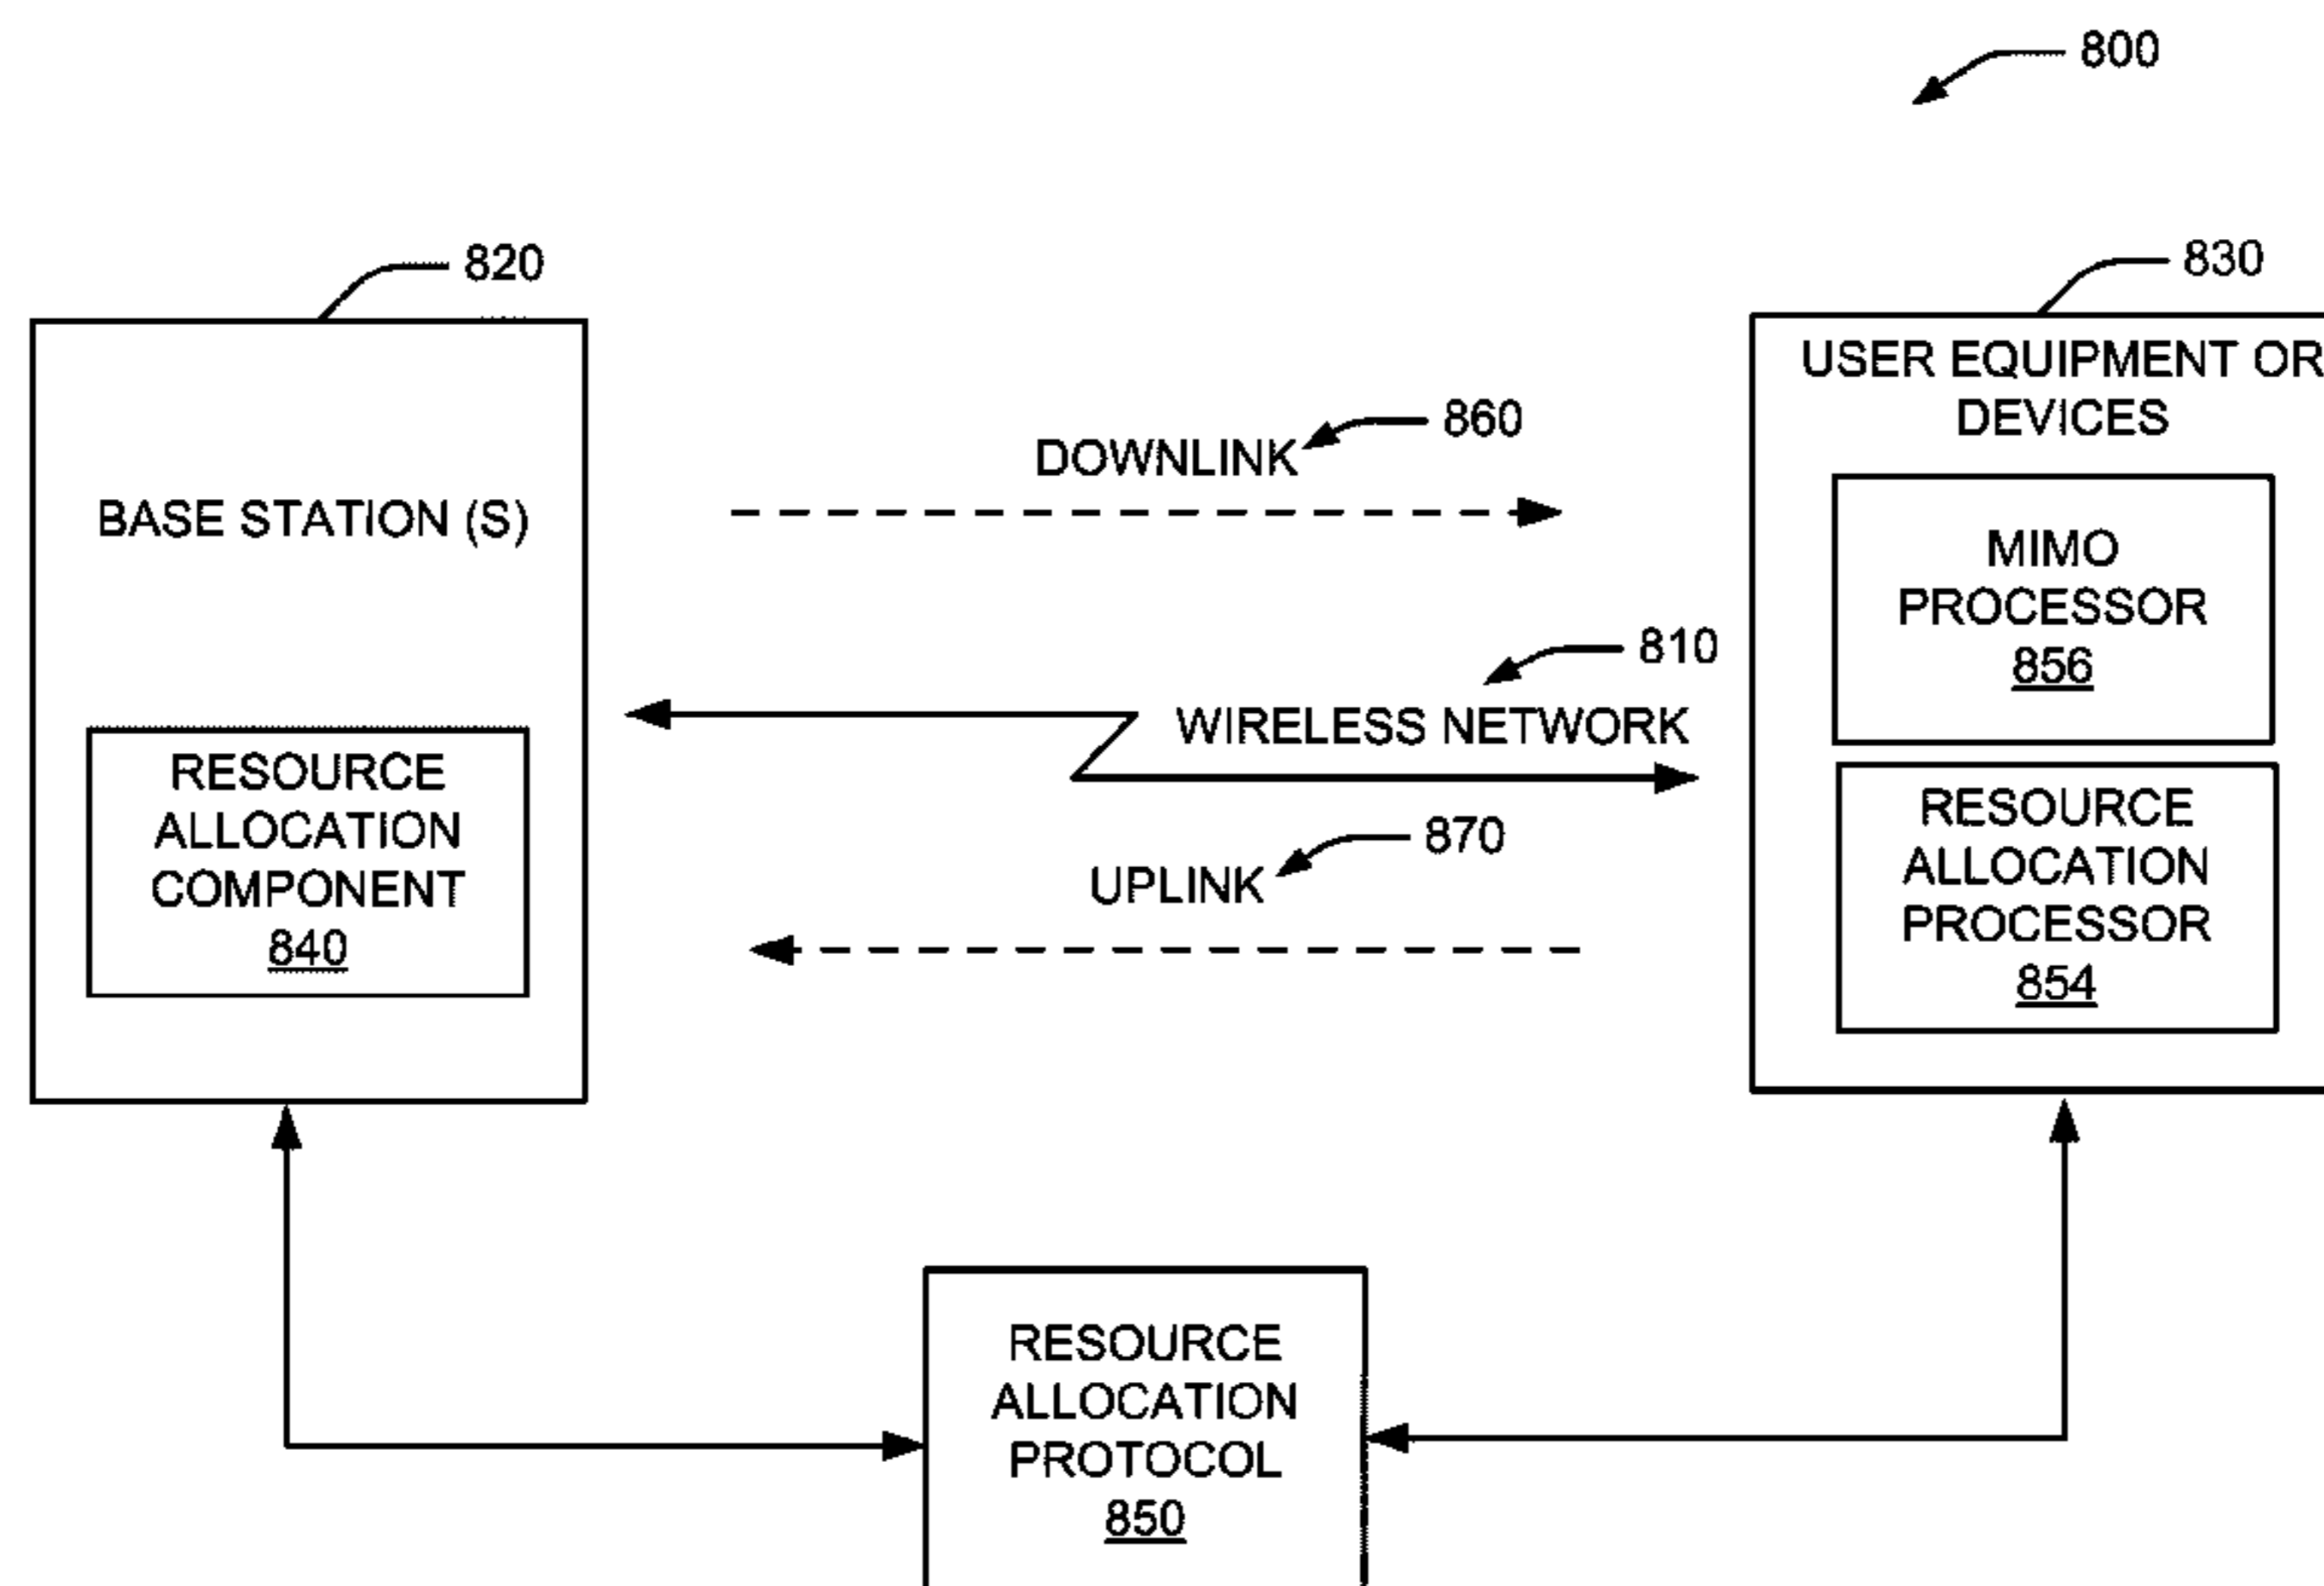 800
820
830
BASE STATION (S)
RESOURCE
ALLOCATION
COMPONENT
840
DOWNLINK
860
WIRELESS NETWORK
810
UPLINK
870
USER EQUIPMENT OR
DEVICES
MIMO
PROCESSOR
856
RESOURCE
ALLOCATION
PROCESSOR
854
RESOURCE
ALLOCATION
PROTOCOL
850